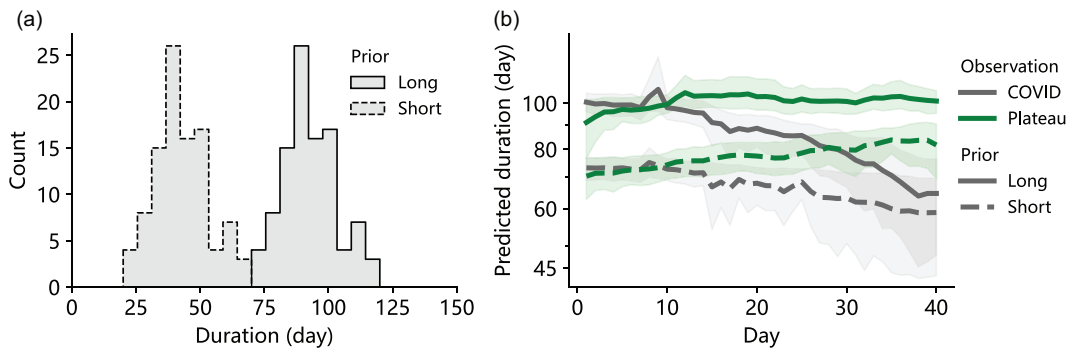 (a)
25
20
15
10
5
0
Count
0
25
50
75
100
125
150
Duration (day)
Prior
Long
Short
(b)
100
80
60
45
Predicted duration (day)
0
10
20
30
40
Day
Observation
COVID
Plateau
Prior
Long
Short